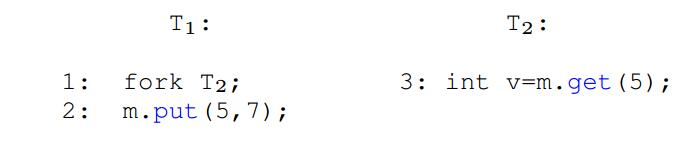 T1: T2:
1: fork T2; 3: int v=m.get(5);
2: m.put(5,7);